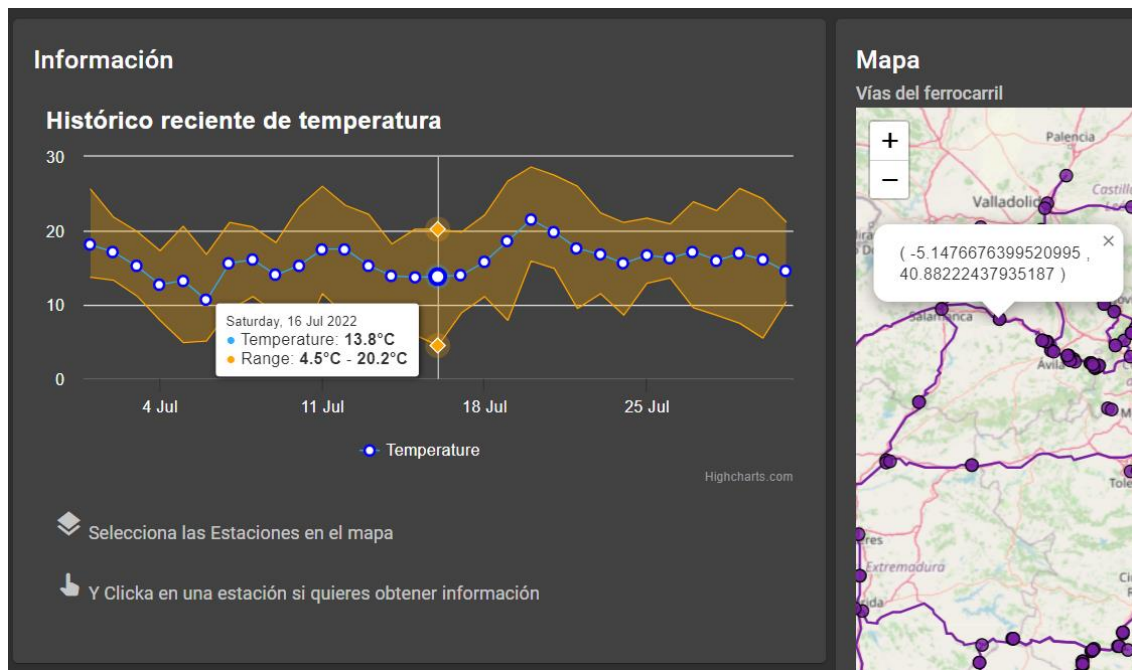 Información
Histórico reciente de temperatura
30
20
10
0
Saturday, 16 Jul 2022
Temperature: 13.8°C
Range: 4.5°C - 20.2°C
4 Jul
11 Jul
18 Jul
25 Jul
Temperature
Highcharts.com
Selecciona las Estaciones en el mapa
Y Clicka en una estación si quieres obtener información
Mapa
Vías del ferrocarril
+
−
Palencia
Valladolid
Castilla
( -5.1476676399520995 ,
40.88222437935187 )
×
Salamanca
Ávila
Extremadura